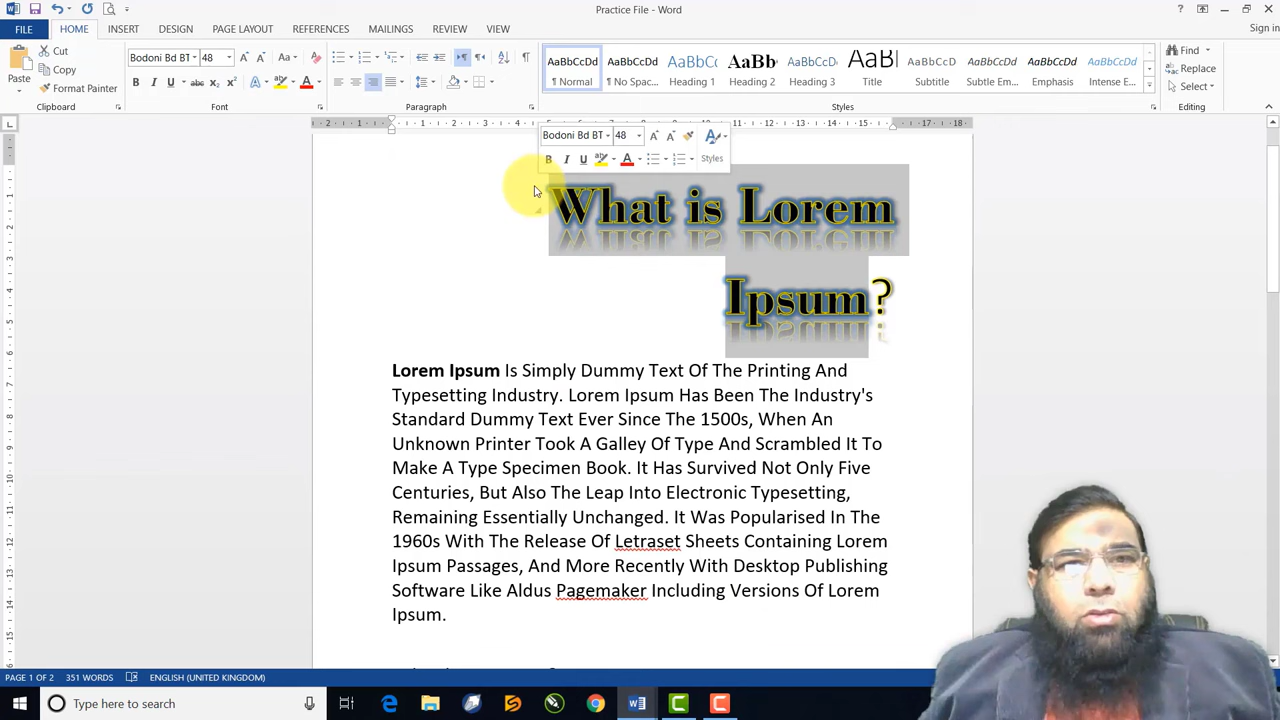 Practice File - Word
FILE HOME INSERT DESIGN PAGE LAYOUT REFERENCES MAILINGS REVIEW VIEW Sign in
Cut
Copy
Format Painter
Paste
Clipboard
Bodoni Bd BT 48
Font
Paragraph
AaBbCcDd AaBbCcDd AaBbCc AaBb AaBbCcD AaBl AaBbCcD AaBbCcDd AaBbCcDd AaBbCcDd
¶ Normal ¶ No Spac... Heading 1 Heading 2 Heading 3 Title Subtitle Subtle Em... Emphasis Intense E...
Styles
Find
Replace
Select
Editing
Bodoni Bd BT 48
Styles
What is Lorem
Ipsum?
Lorem Ipsum Is Simply Dummy Text Of The Printing And
Typesetting Industry. Lorem Ipsum Has Been The Industry's
Standard Dummy Text Ever Since The 1500s, When An
Unknown Printer Took A Galley Of Type And Scrambled It To
Make A Type Specimen Book. It Has Survived Not Only Five
Centuries, But Also The Leap Into Electronic Typesetting,
Remaining Essentially Unchanged. It Was Popularised In The
1960s With The Release Of Letraset Sheets Containing Lorem
Ipsum Passages, And More Recently With Desktop Publishing
Software Like Aldus Pagemaker Including Versions Of Lorem
Ipsum.
PAGE 1 OF 2 351 WORDS ENGLISH (UNITED KINGDOM)
Type here to search